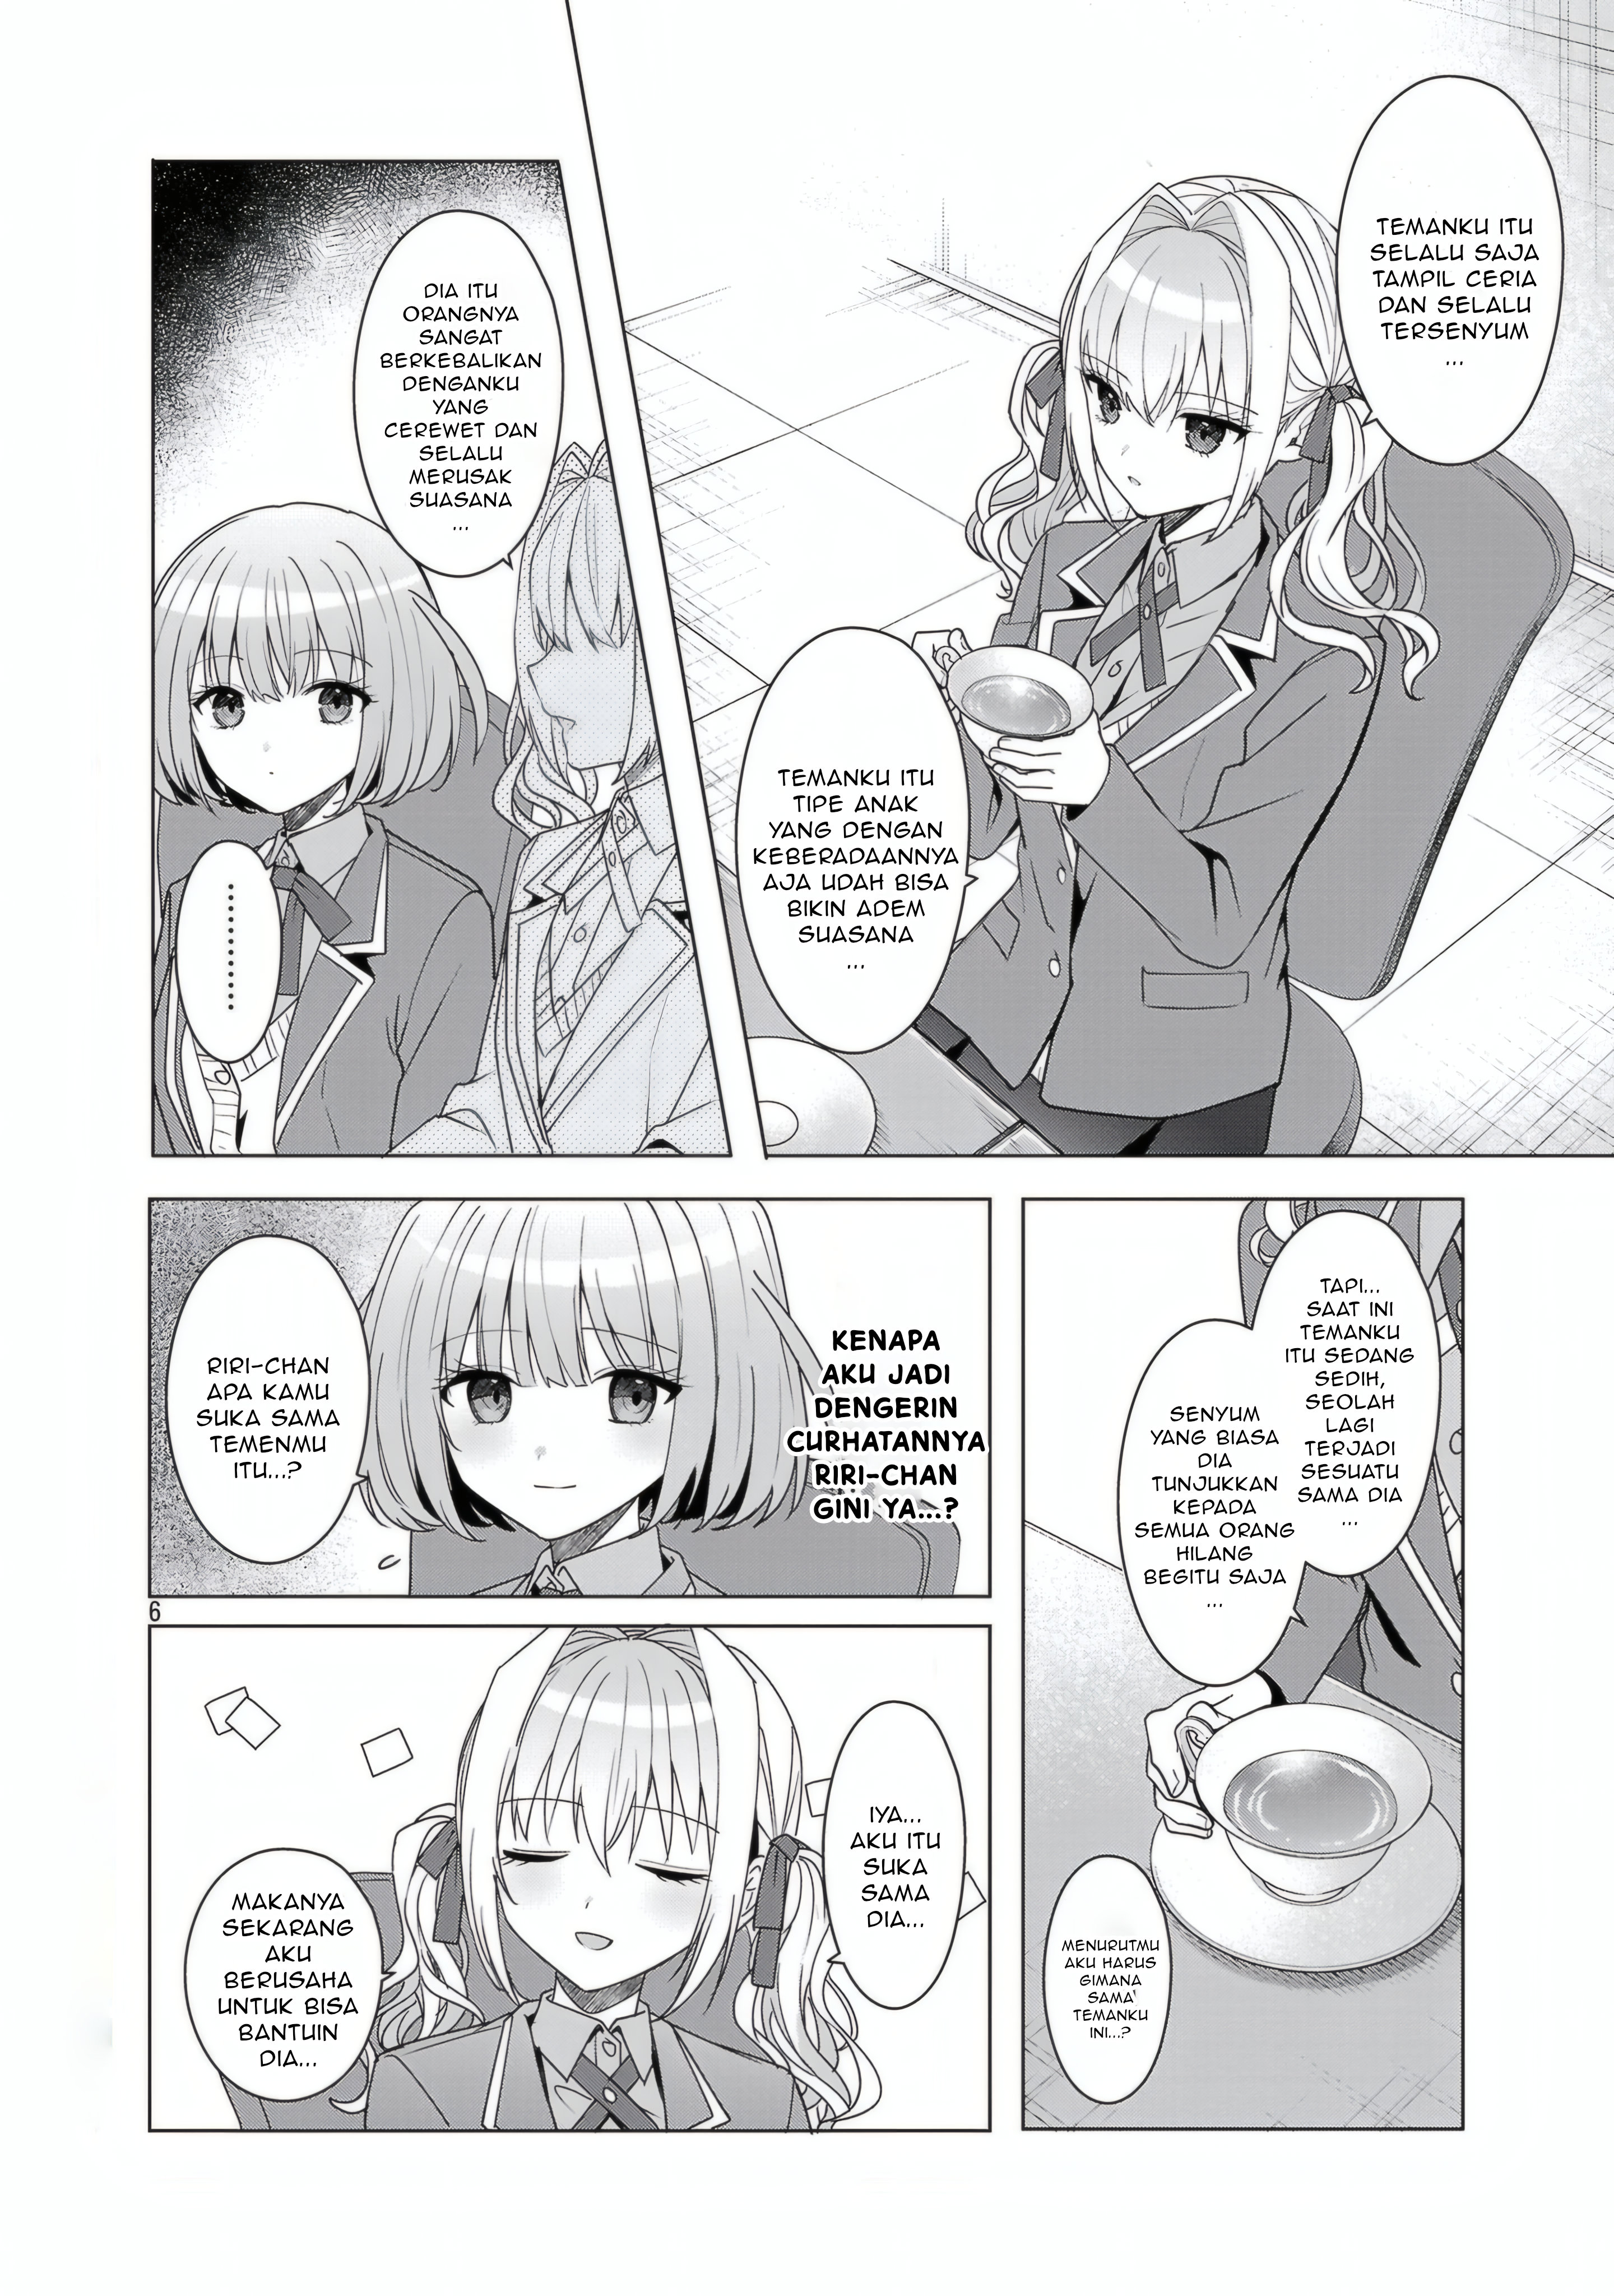 TEMANKU ITU
SELALU SAJA
TAMPIL CERIA
DAN SELALU
TERSENYUM
...
TEMANKU ITU
TIPE ANAK
YANG DENGAN
KEBERADAANNYA
AJA UDAH BISA
BIKIN ADEM
SUASANA
...
DIA ITU
ORANGNYA
SANGAT
BERKEBALIKAN
DENGANKU
YANG
CEREWET DAN
SELALU
MERUSAK
SUASANA
...
..........
TAPI...
SAAT INI
TEMANKU
ITU SEDANG
SEDIH,
SEOLAH
LAGI
TERJADI
SESUATU
SAMA DIA
...
SENYUM
YANG BIASA
DIA
TUNJUKKAN
KEPADA
SEMUA ORANG
HILANG
BEGITU SAJA
...
MENURUTMU
AKU HARUS
GIMANA
SAMA
TEMANKU
INI...?
KENAPA
AKU JADI
DENGERIN
CURHATANNYA
RIRI-CHAN
GINI YA...?
RIRI-CHAN
APA KAMU
SUKA SAMA
TEMENMU
ITU...?
6
IYA...
AKU ITU
SUKA
SAMA
DIA...
MAKANYA
SEKARANG
AKU
BERUSAHA
UNTUK BISA
BANTUIN
DIA...